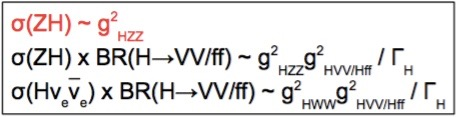 σ(ZH) ~ g²HZZ
σ(ZH) x BR(H→VV/ff) ~ g²HZZg²HVV/Hff / ΓH
σ(Hνeν̅e) x BR(H→VV/ff) ~ g²HWWg²HVV/Hff / ΓH